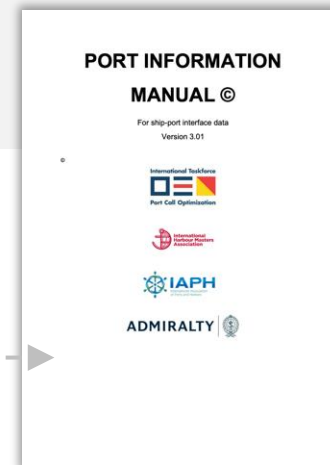 PORT INFORMATION
MANUAL ©
For ship-port interface data
Version 3.01
©
International Taskforce
Port Call Optimization
International
Harbour Masters
Association
IAPH
ADMIRALTY